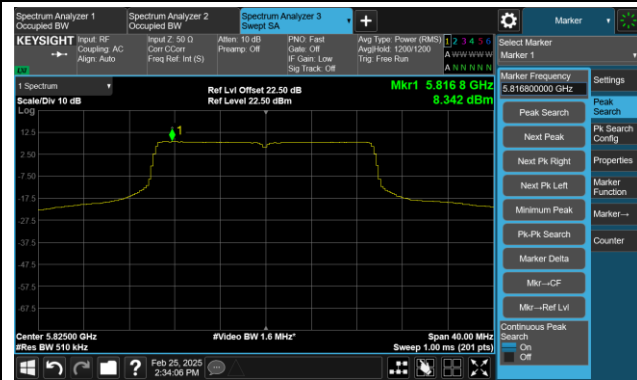 Spectrum Analyzer 1
Occupied BW
Spectrum Analyzer 2
Occupied BW
Spectrum Analyzer 3
Swept SA
Marker
KEYSIGHT
Input: RF
Coupling: AC
Align: Auto
Input Z: 50 Ω
Corr CCorr
Freq Ref: Int (S)
Atten: 10 dB
Preamp: Off
PNO: Fast
Gate: Off
IF Gain: Low
Sig Track: Off
Avg Type: Power (RMS)
Avg|Hold: 1200/1200
Trig: Free Run
1 2 3 4 5 6
A W W W W W
A N N N N N
Select Marker
Marker 1
1 Spectrum
Scale/Div 10 dB
Log
Ref Lvl Offset 22.50 dB
Ref Level 22.50 dBm
Mkr1 5.816 8 GHz
8.342 dBm
1
12.5
2.50
-7.50
-17.5
-27.5
-37.5
-47.5
-57.5
-67.5
Center 5.82500 GHz
#Res BW 510 kHz
#Video BW 1.6 MHz*
Span 40.00 MHz
Sweep 1.00 ms (201 pts)
Marker Frequency
5.816800000 GHz
Peak Search
Next Peak
Next Pk Right
Next Pk Left
Minimum Peak
Pk-Pk Search
Marker Delta
Mkr→CF
Mkr→Ref Lvl
Continuous Peak
Search
On
Off
Settings
Peak
Search
Pk Search
Config
Properties
Marker
Function
Marker→
Counter
Feb 25, 2025
2:34:06 PM